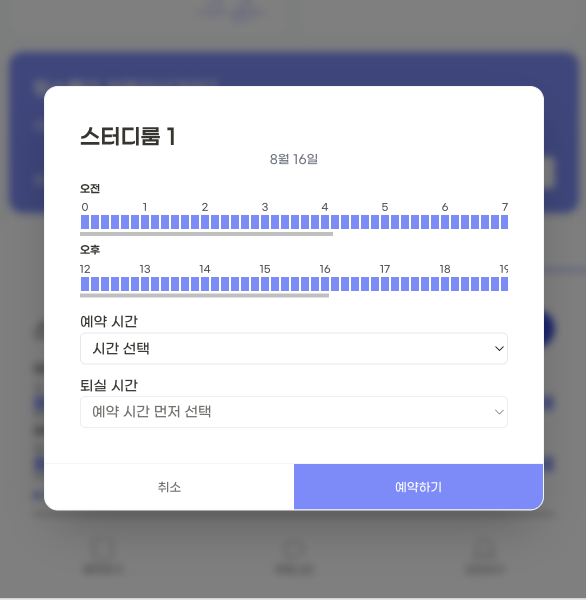 스터디룸 1
8월 16일
오전
0 1 2 3 4 5 6 7
오후
12 13 14 15 16 17 18
예약 시간
시간 선택
퇴실 시간
예약 시간 먼저 선택
취소 예약하기